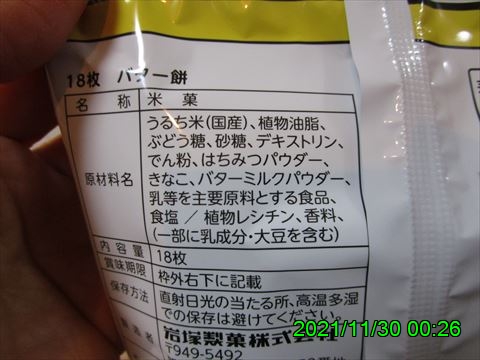 18枚 バター餅
名称 米菓
原材料名 うるち米(国産)、植物油脂、
ぶどう糖、砂糖、デキストリン、
でん粉、はちみつパウダー、
きなこ、バターミルクパウダー、
乳等を主要原料とする食品、
食塩 / 植物レシチン、香料、
(一部に乳成分・大豆を含む)
内容量 18枚
賞味期限 枠外右下に記載
保存方法 直射日光の当たる所、高温多湿
での保存は避けてください。
製造者 岩塚製菓株式会社
〒949-5492
2021/11/30 00:26